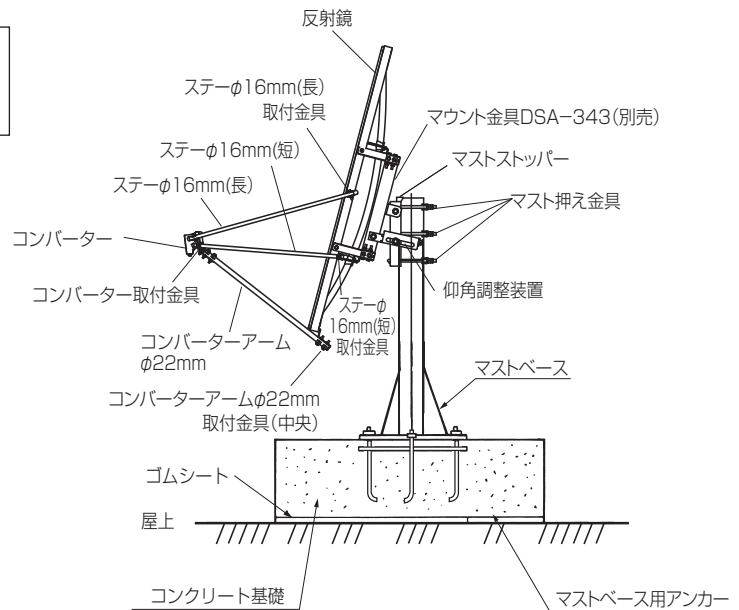 反射鏡
ステーφ16mm(長)
取付金具
マウント金具DSA-343(別売)
ステーφ16mm(短)
マストストッパー
ステーφ16mm(長)
マスト押え金具
コンバーター
コンバーター取付金具
仰角調整装置
ステーφ
16mm(短)
取付金具
コンバーターアーム
φ22mm
マストベース
コンバーターアームφ22mm
取付金具(中央)
ゴムシート
屋上
コンクリート基礎
マストベース用アンカー